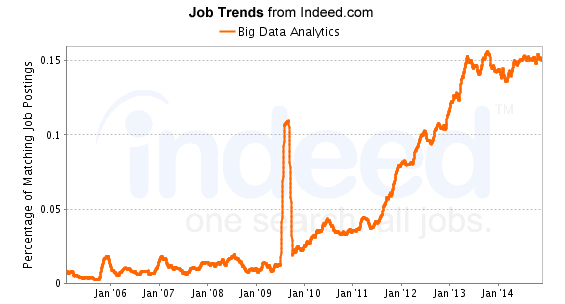 Job Trends from Indeed.com
Big Data Analytics
Percentage of Matching Job Postings
0.15
0.1
0.05
0
indeed™
one search. all jobs.
Jan'06 Jan'07 Jan'08 Jan'09 Jan'10 Jan'11 Jan'12 Jan'13 Jan'14